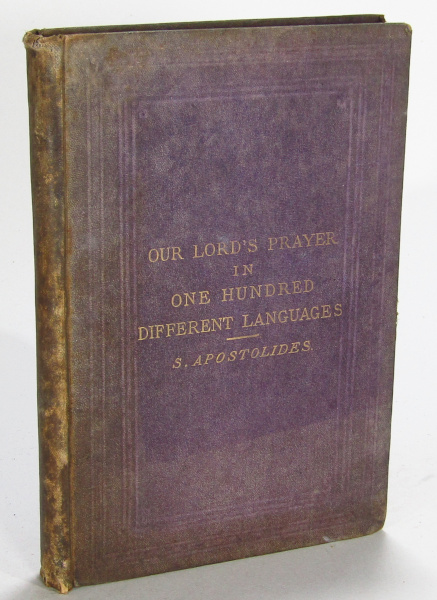 OUR LORD'S PRAYER
IN
ONE HUNDRED
DIFFERENT LANGUAGES
S. APOSTOLIDES.